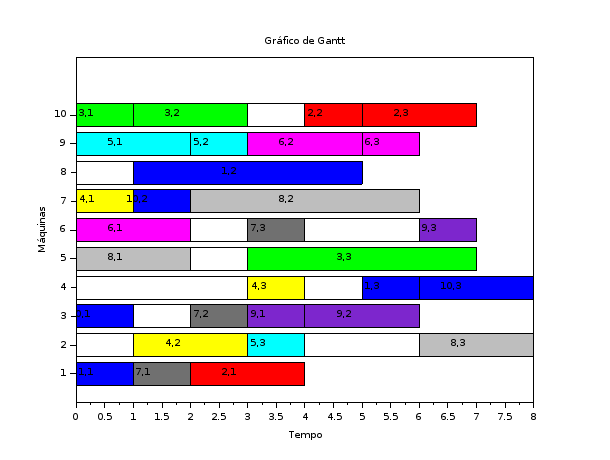 Gráfico de Gantt
10 3,1 3,2 2,2 2,3
9 5,1 5,2 6,2 6,3
8 1,2
7 4,1 8,2
6 6,1 7,3 9,3
5 8,1 3,3
4 4,3 1,3 10,3
3 7,2 9,1 9,2
2 4,2 5,3 8,3
1 1,1 7,1 2,1
Máquinas
0 0.5 1 1.5 2 2.5 3 3.5 4 4.5 5 5.5 6 6.5 7 7.5 8
Tempo